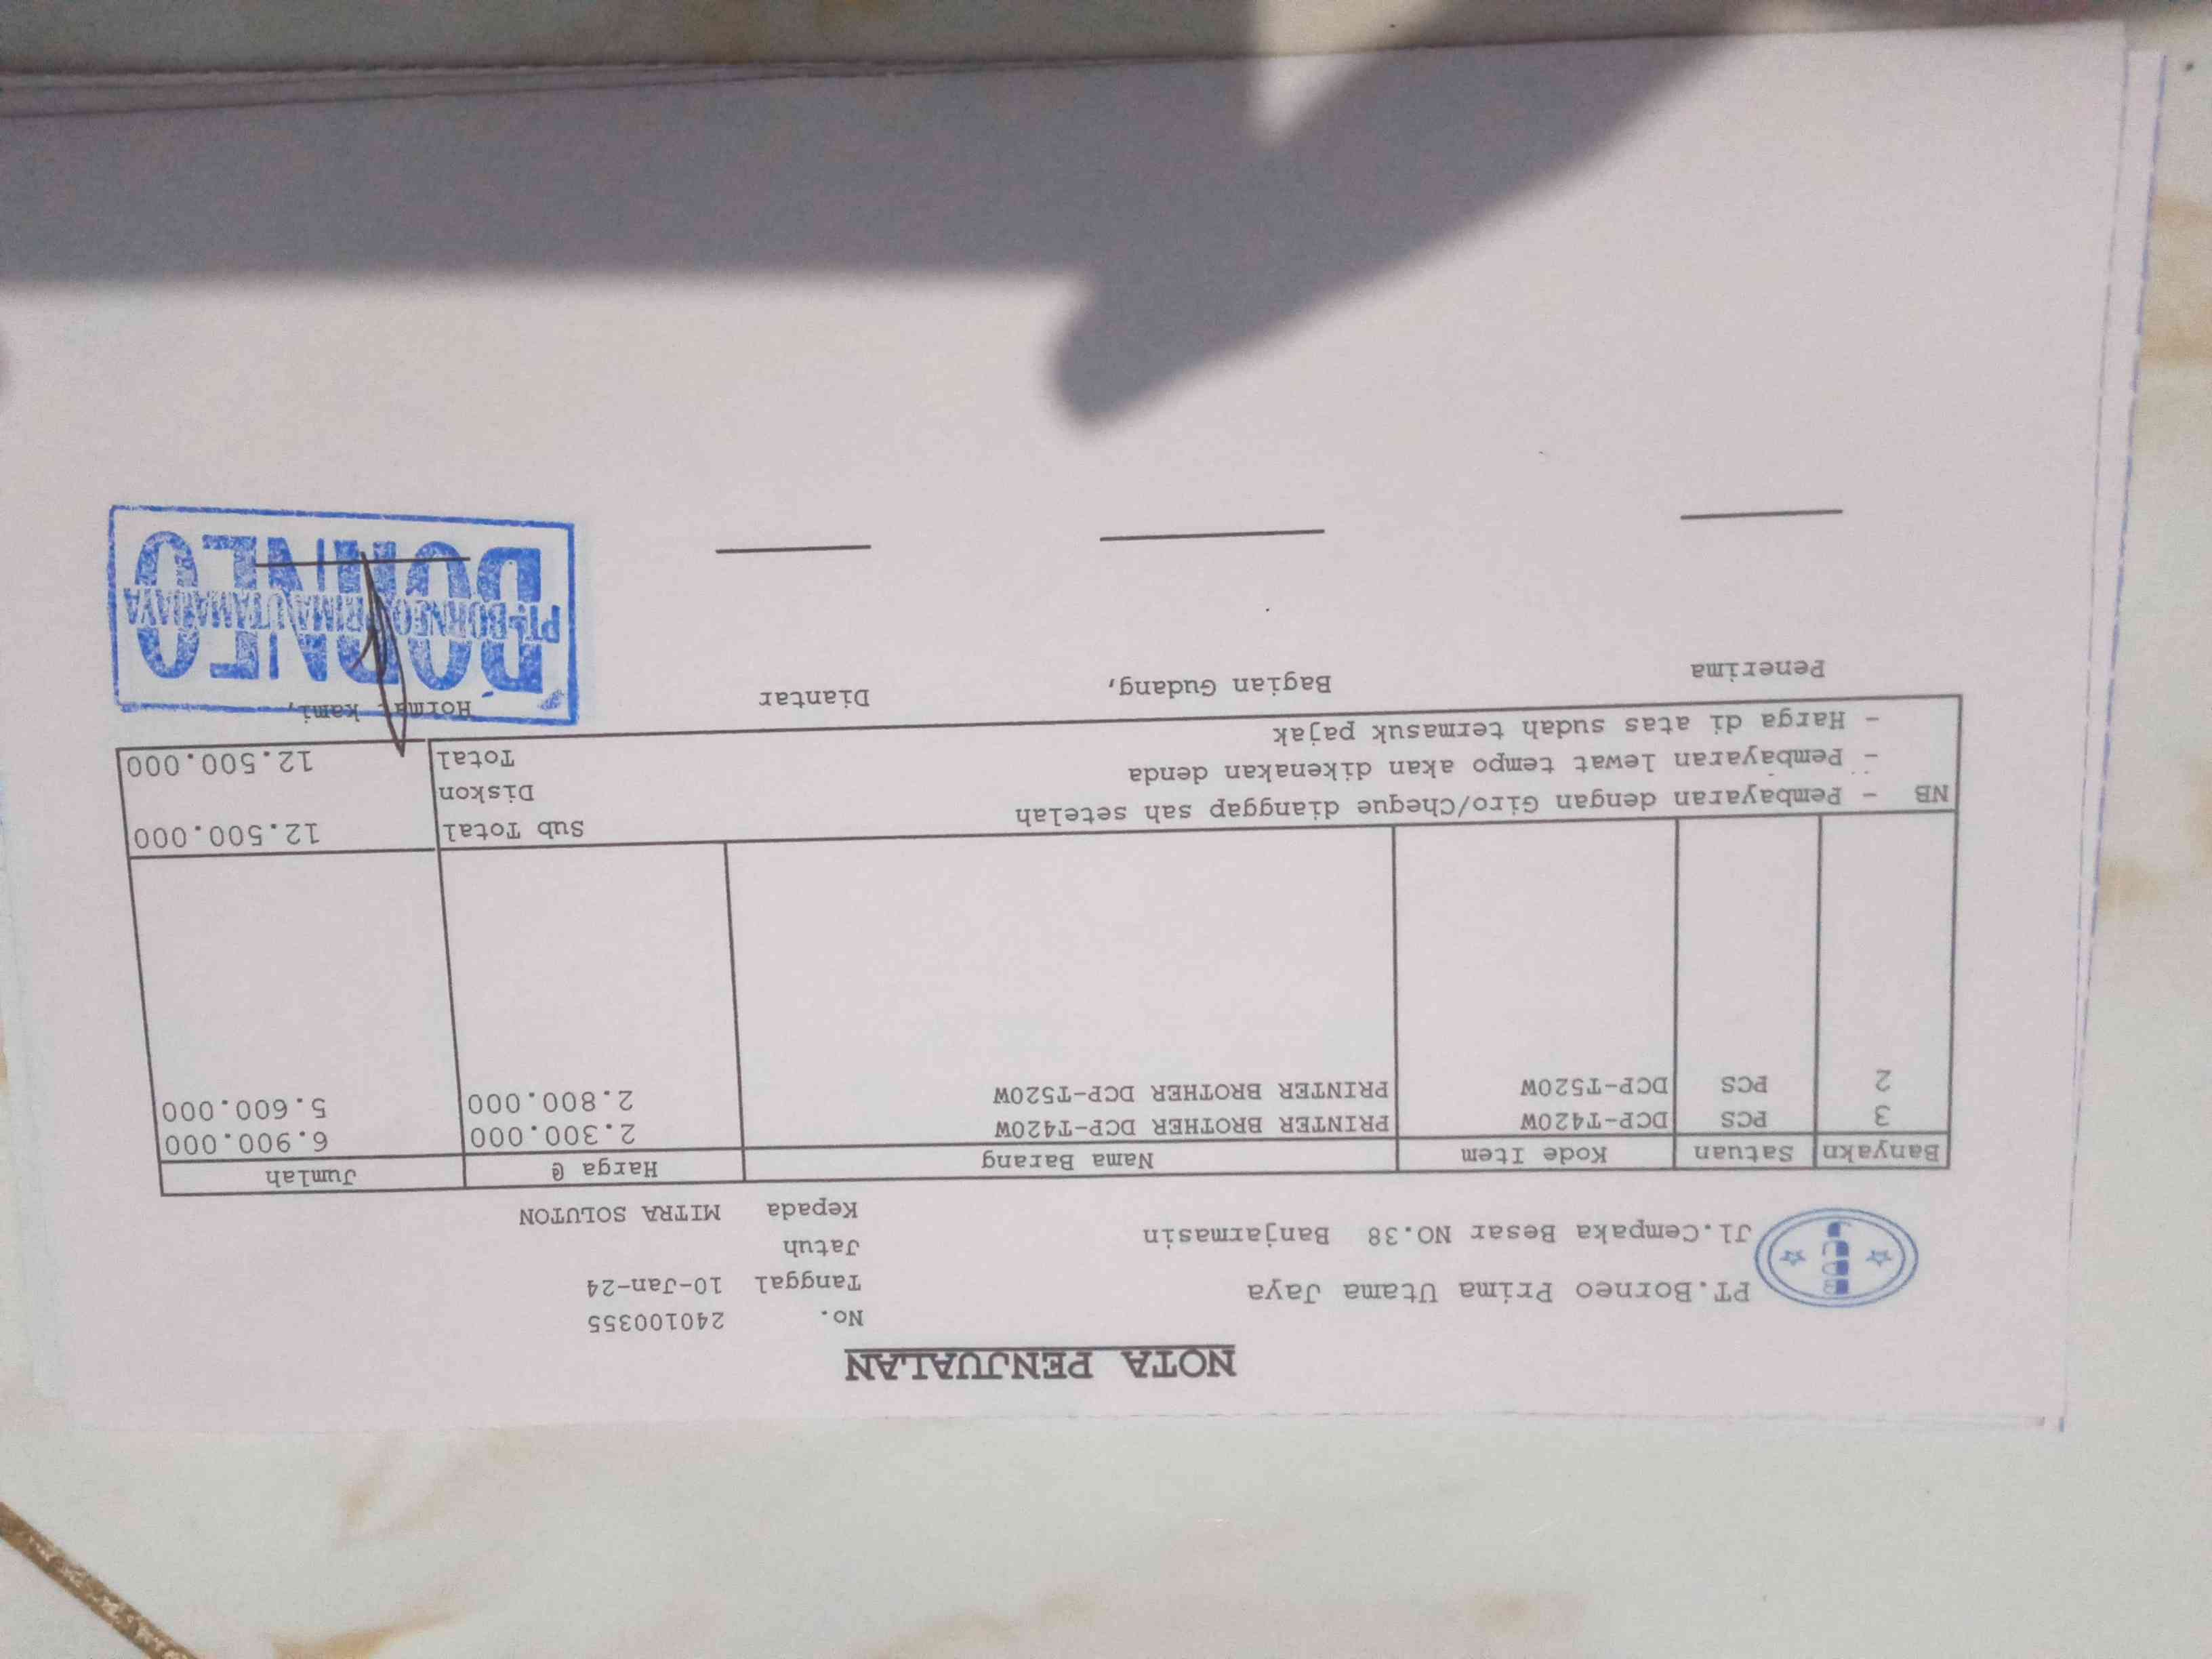 NOTA PENJUALAN
PT.Borneo Prima Utama Jaya
Jl.Cempaka Besar NO.38 Banjarmasin
No. 240100355
Tanggal 10-Jan-24
Jatuh
Kepada MITRA SOLUTON
Banyakn Satuan Kode Item Nama Barang Harga @ Jumlah
3 PCS DCP-T420W PRINTER BROTHER DCP-T420W 2.300.000 6.900.000
2 PCS DCP-T520W PRINTER BROTHER DCP-T520W 2.800.000 5.600.000
NB - Pembayaran dengan Giro/Cheque dianggap sah setelah
- Pembayaran lewat tempo akan dikenakan denda
- Harga di atas sudah termasuk pajak
Sub Total 12.500.000
Diskon
Total 12.500.000
Penerima Bagian Gudang, Diantar Hormat kami,
BORNEO
PT. BORNEO PRIMA UTAMA JAYA